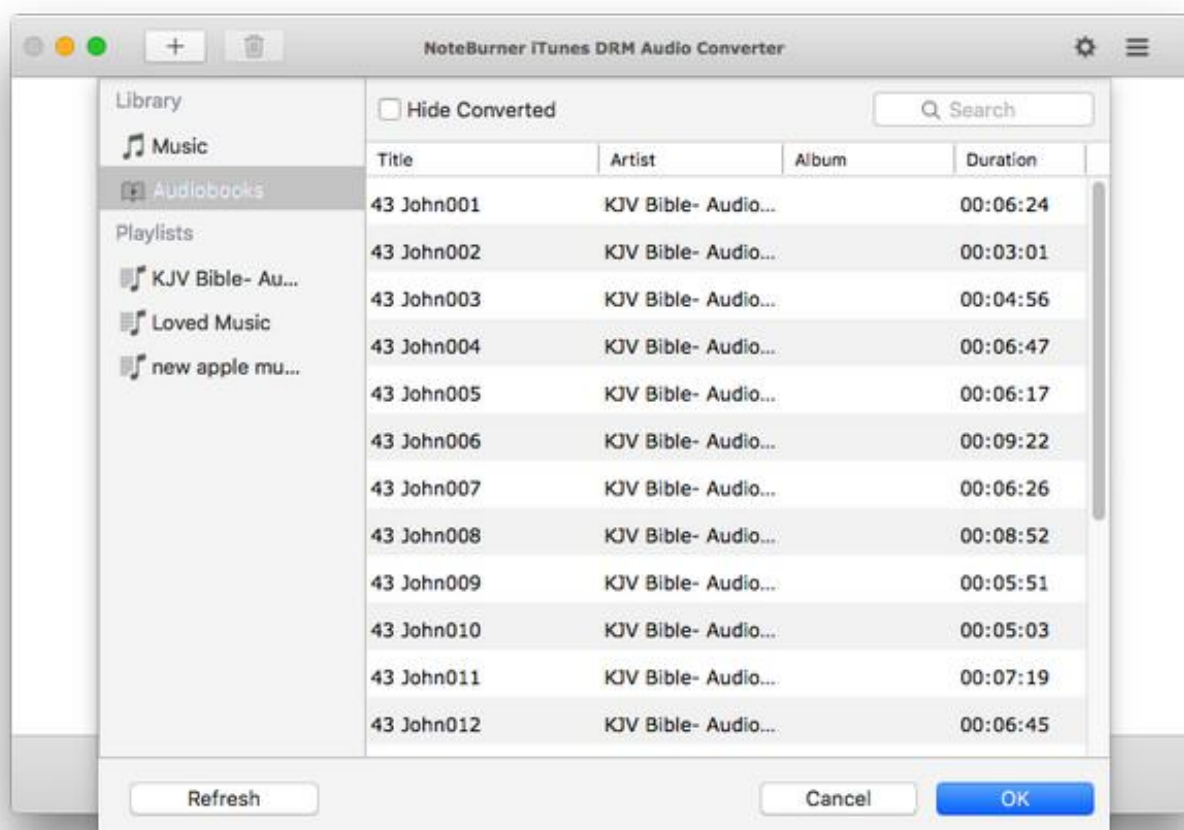 NoteBurner iTunes DRM Audio Converter
Library
Music
Audiobooks
Playlists
KJV Bible- Au...
Loved Music
new apple mu...
Hide Converted
Search
Title Artist Album Duration
43 John001 KJV Bible- Audio... 00:06:24
43 John002 KJV Bible- Audio... 00:03:01
43 John003 KJV Bible- Audio... 00:04:56
43 John004 KJV Bible- Audio... 00:06:47
43 John005 KJV Bible- Audio... 00:06:17
43 John006 KJV Bible- Audio... 00:09:22
43 John007 KJV Bible- Audio... 00:06:26
43 John008 KJV Bible- Audio... 00:08:52
43 John009 KJV Bible- Audio... 00:05:51
43 John010 KJV Bible- Audio... 00:05:03
43 John011 KJV Bible- Audio... 00:07:19
43 John012 KJV Bible- Audio... 00:06:45
Refresh Cancel OK